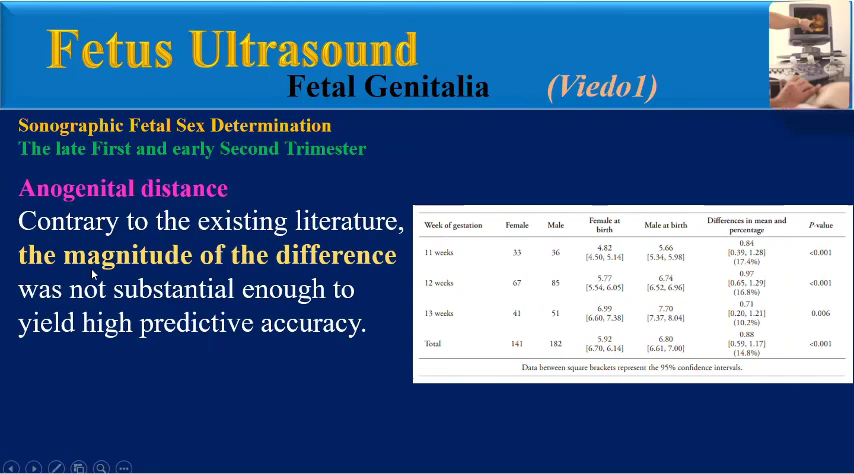 Fetus Ultrasound
Fetal Genitalia (Viedo1)
Sonographic Fetal Sex Determination
The late First and early Second Trimester
Anogenital distance
Contrary to the existing literature,
the magnitude of the difference
was not substantial enough to
yield high predictive accuracy.
Week of gestation Female Male Female at birth Male at birth Differences in mean and percentage P-value
11 weeks 33 36 4.82 [4.50, 5.14] 5.66 [5.34, 5.98] 0.84 [0.39, 1.28] (17.4%) <0.001
12 weeks 67 85 5.77 [5.54, 6.05] 6.74 [6.52, 6.96] 0.97 [0.65, 1.29] (16.8%) <0.001
13 weeks 41 51 6.99 [6.60, 7.38] 7.70 [7.37, 8.04] 0.71 [0.20, 1.21] (10.2%) 0.006
Total 141 182 5.92 [6.70, 6.14] 6.80 [6.61, 7.00] 0.88 [0.59, 1.17] (14.8%) <0.001
Data between square brackets represent the 95% confidence intervals.